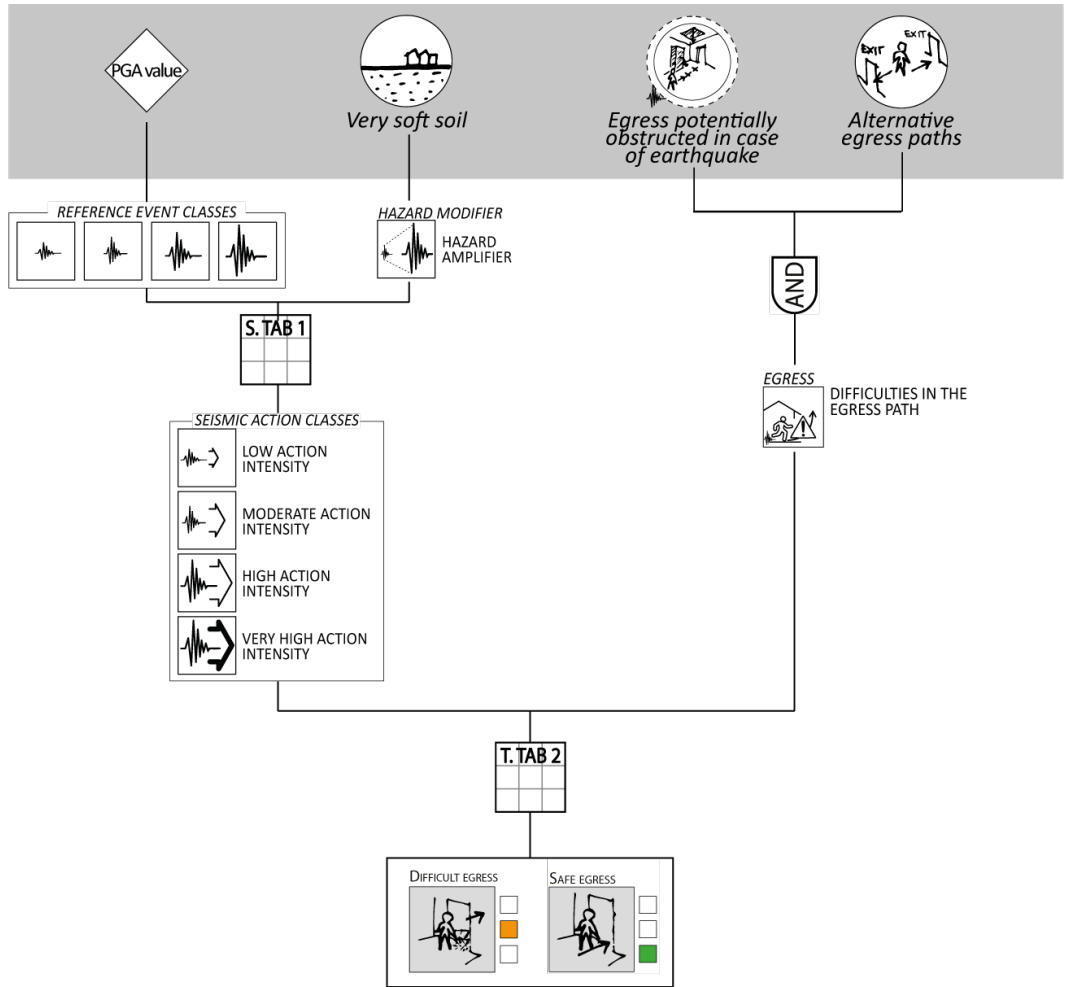 PGA value
EXIT
EXIT
Very soft soil
Egress potentially
obstructed in case
of earthquake
Alternative
egress paths
REFERENCE EVENT CLASSES
HAZARD MODIFIER
HAZARD
AMPLIFIER
AND
S. TAB 1
EGRESS
DIFFICULTIES IN THE
EGRESS PATH
SEISMIC ACTION CLASSES
LOW ACTION
INTENSITY
MODERATE ACTION
INTENSITY
HIGH ACTION
INTENSITY
VERY HIGH ACTION
INTENSITY
T. TAB 2
DIFFICULT EGRESS
SAFE EGRESS